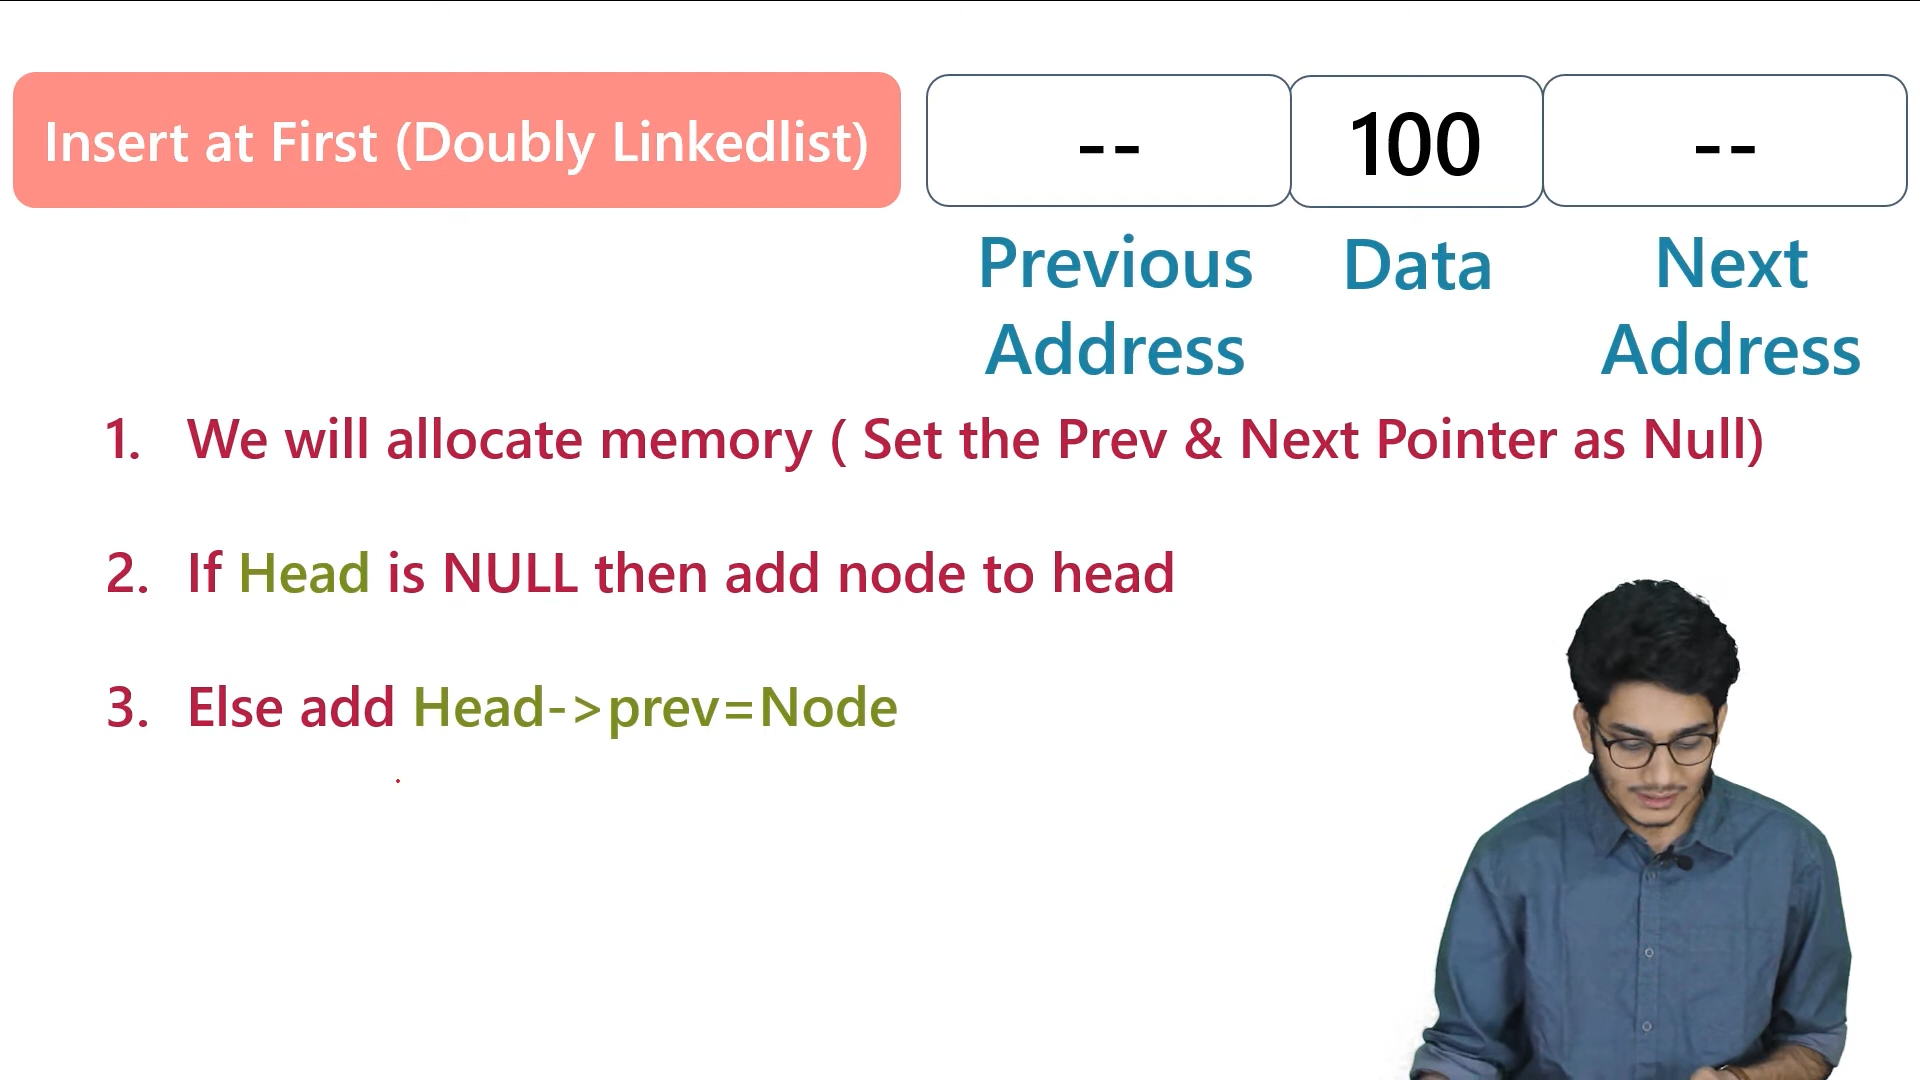 Insert at First (Doubly Linkedlist)
-- 100 --
Previous Address
Data
Next Address
1. We will allocate memory ( Set the Prev & Next Pointer as Null)
2. If Head is NULL then add node to head
3. Else add Head->prev=Node